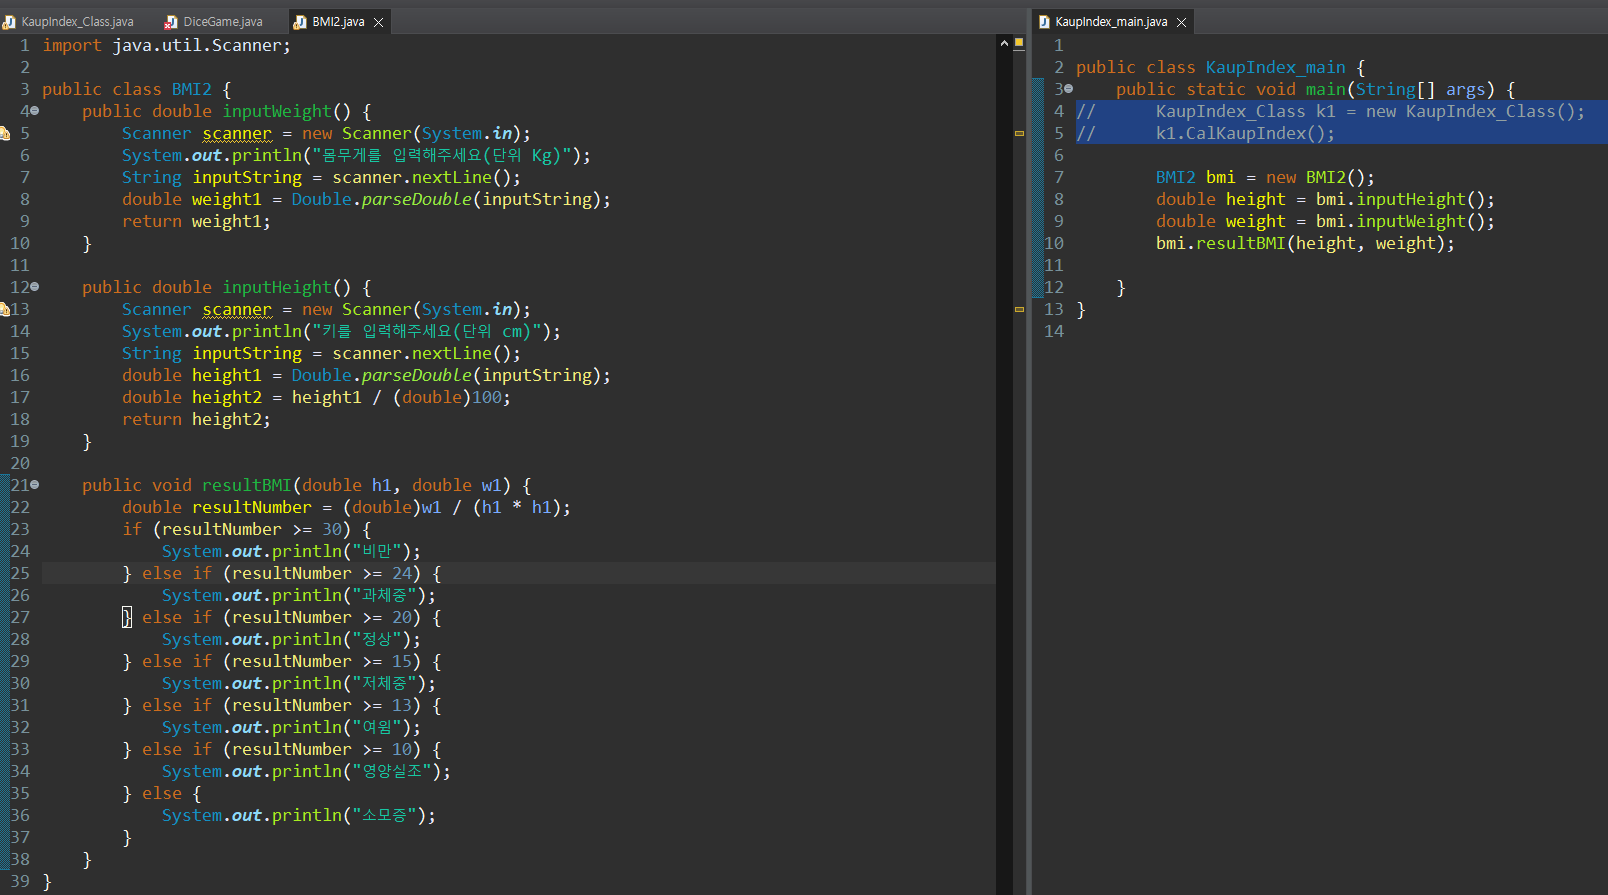 KaupIndex_Class.java
DiceGame.java
BMI2.java
1 import java.util.Scanner;
2
3 public class BMI2 {
4 public double inputWeight() {
5 Scanner scanner = new Scanner(System.in);
6 System.out.println("몸무게를 입력해주세요(단위 Kg)");
7 String inputString = scanner.nextLine();
8 double weight1 = Double.parseDouble(inputString);
9 return weight1;
10 }
11
12 public double inputHeight() {
13 Scanner scanner = new Scanner(System.in);
14 System.out.println("키를 입력해주세요(단위 cm)");
15 String inputString = scanner.nextLine();
16 double height1 = Double.parseDouble(inputString);
17 double height2 = height1 / (double)100;
18 return height2;
19 }
20
21 public void resultBMI(double h1, double w1) {
22 double resultNumber = (double)w1 / (h1 * h1);
23 if (resultNumber >= 30) {
24 System.out.println("비만");
25 } else if (resultNumber >= 24) {
26 System.out.println("과체중");
27 } else if (resultNumber >= 20) {
28 System.out.println("정상");
29 } else if (resultNumber >= 15) {
30 System.out.println("저체중");
31 } else if (resultNumber >= 13) {
32 System.out.println("여윔");
33 } else if (resultNumber >= 10) {
34 System.out.println("영양실조");
35 } else {
36 System.out.println("소모증");
37 }
38 }
39 }
KaupIndex_main.java
1
2 public class KaupIndex_main {
3 public static void main(String[] args) {
4 // KaupIndex_Class k1 = new KaupIndex_Class();
5 // k1.CalKaupIndex();
6
7 BMI2 bmi = new BMI2();
8 double height = bmi.inputHeight();
9 double weight = bmi.inputWeight();
10 bmi.resultBMI(height, weight);
11
12 }
13 }
14